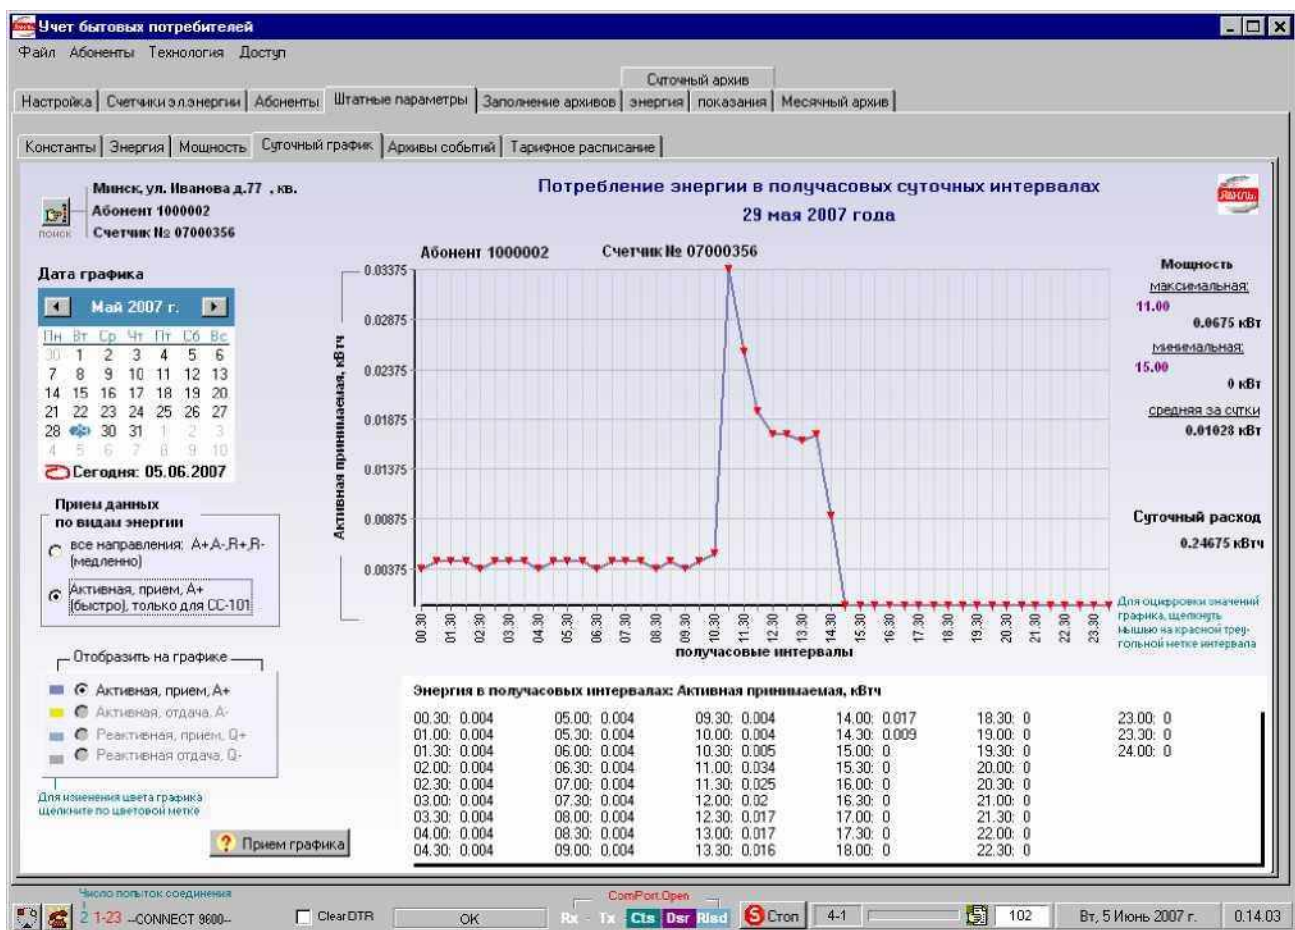 Учет бытовых потребителей
Файл Абоненты Технология Доступ
Суточный архив
Настройка Счетчики эл.энергии Абоненты Штатные параметры Заполнение архивов энергия показания Месячный архив
Константы Энергия Мощность Суточный график Архивы событий Тарифное расписание
Минск, ул. Иванова д.77 , кв.
Абонент 1000002
Счетчик № 07000356
поиск
Потребление энергии в получасовых суточных интервалах
29 мая 2007 года
Абонент 1000002 Счетчик № 07000356
Дата графика
Май 2007 г.
Пн Вт Ср Чт Пт Сб Вс
30 1 2 3 4 5 6
7 8 9 10 11 12 13
14 15 16 17 18 19 20
21 22 23 24 25 26 27
28 29 30 31 1 2 3
4 5 6 7 8 9 10
Сегодня: 05.06.2007
Прием данных
по видам энергии
все направления: A+,A-,R+,R-
(медленно)
Активная, прием, A+
(быстро), только для СС-101
Отобразить на графике
Активная, прием, A+
Активная, отдача, A-
Реактивная, прием, Q+
Реактивная отдача, Q-
Для изменения цвета графика
щелкните по цветовой метке
Прием графика
Активная принимаемая, кВтч
0.03375
0.02875
0.02375
0.01875
0.01375
0.00875
0.00375
00.30 01.30 02.30 03.30 04.30 05.30 06.30 07.30 08.30 09.30 10.30 11.30 12.30 13.30 14.30 15.30 16.30 17.30 18.30 19.30 20.30 21.30 22.30 23.30
получасовые интервалы
Мощность
максимальная:
11.00
0.0675 кВт
минимальная:
15.00
0 кВт
средняя за сутки
0.01028 кВт
Суточный расход
0.24675 кВтч
Для оцифровки значений
графика, щелкнуть
мышью на красной треу-
гольной метке интервала
Энергия в получасовых интервалах: Активная принимаемая, кВтч
00.30: 0.004 05.00: 0.004 09.30: 0.004 14.00: 0.017 18.30: 0 23.00: 0
01.00: 0.004 05.30: 0.004 10.00: 0.004 14.30: 0.009 19.00: 0 23.30: 0
01.30: 0.004 06.00: 0.004 10.30: 0.005 15.00: 0 19.30: 0 24.00: 0
02.00: 0.004 06.30: 0.004 11.00: 0.034 15.30: 0 20.00: 0
02.30: 0.004 07.00: 0.004 11.30: 0.025 16.00: 0 20.30: 0
03.00: 0.004 07.30: 0.004 12.00: 0.02 16.30: 0 21.00: 0
03.30: 0.004 08.00: 0.004 12.30: 0.017 17.00: 0 21.30: 0
04.00: 0.004 08.30: 0.004 13.00: 0.017 17.30: 0 22.00: 0
04.30: 0.004 09.00: 0.004 13.30: 0.016 18.00: 0 22.30: 0
Число попыток соединения
2 1-23 --CONNECT 9600-- ClearDTR OK
ComPort.Open
Rx - Tx Cts Dsr Rlsd Стоп 4-1 102 Вт, 5 Июнь 2007 г. 0.14.03